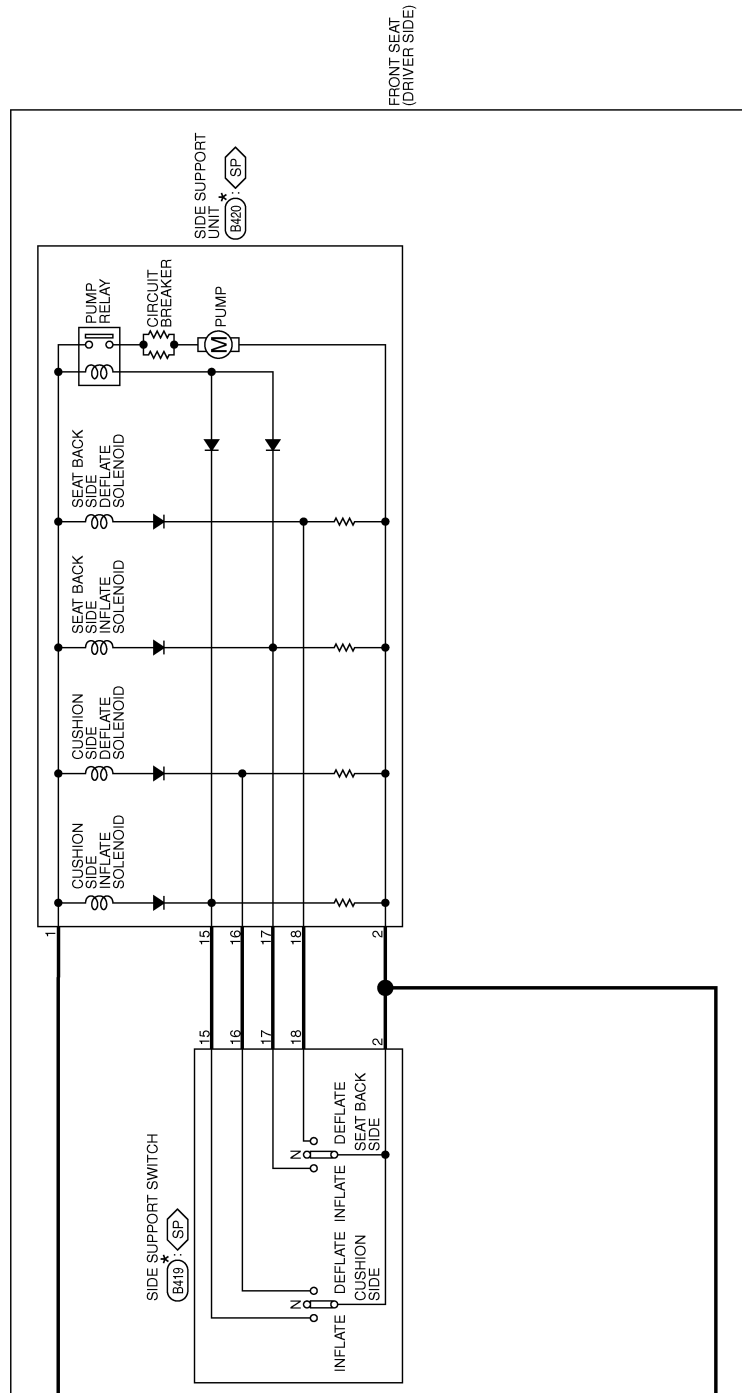 FRONT SEAT
(DRIVER SIDE)
SIDE SUPPORT
UNIT *
B420 : SP
PUMP
RELAY
CIRCUIT
BREAKER
PUMP
M
SEAT BACK
SIDE
DEFLATE
SOLENOID
SEAT BACK
SIDE
INFLATE
SOLENOID
CUSHION
SIDE
DEFLATE
SOLENOID
CUSHION
SIDE
INFLATE
SOLENOID
1
15
16
17
18
2
15
16
17
18
2
SIDE SUPPORT SWITCH
*
B419 : SP
N
INFLATE
DEFLATE
SEAT BACK
SIDE
N
INFLATE
DEFLATE
CUSHION
SIDE